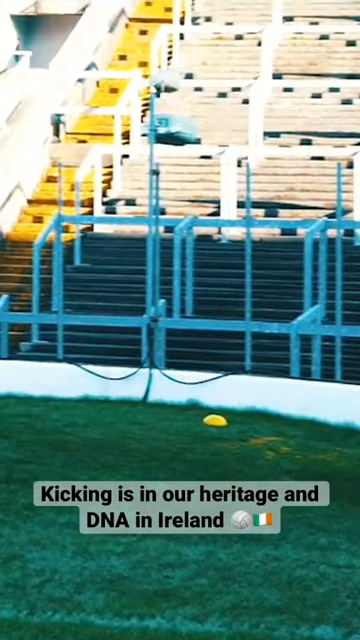 Kicking is in our heritage and
DNA in Ireland 🏐🇮🇪